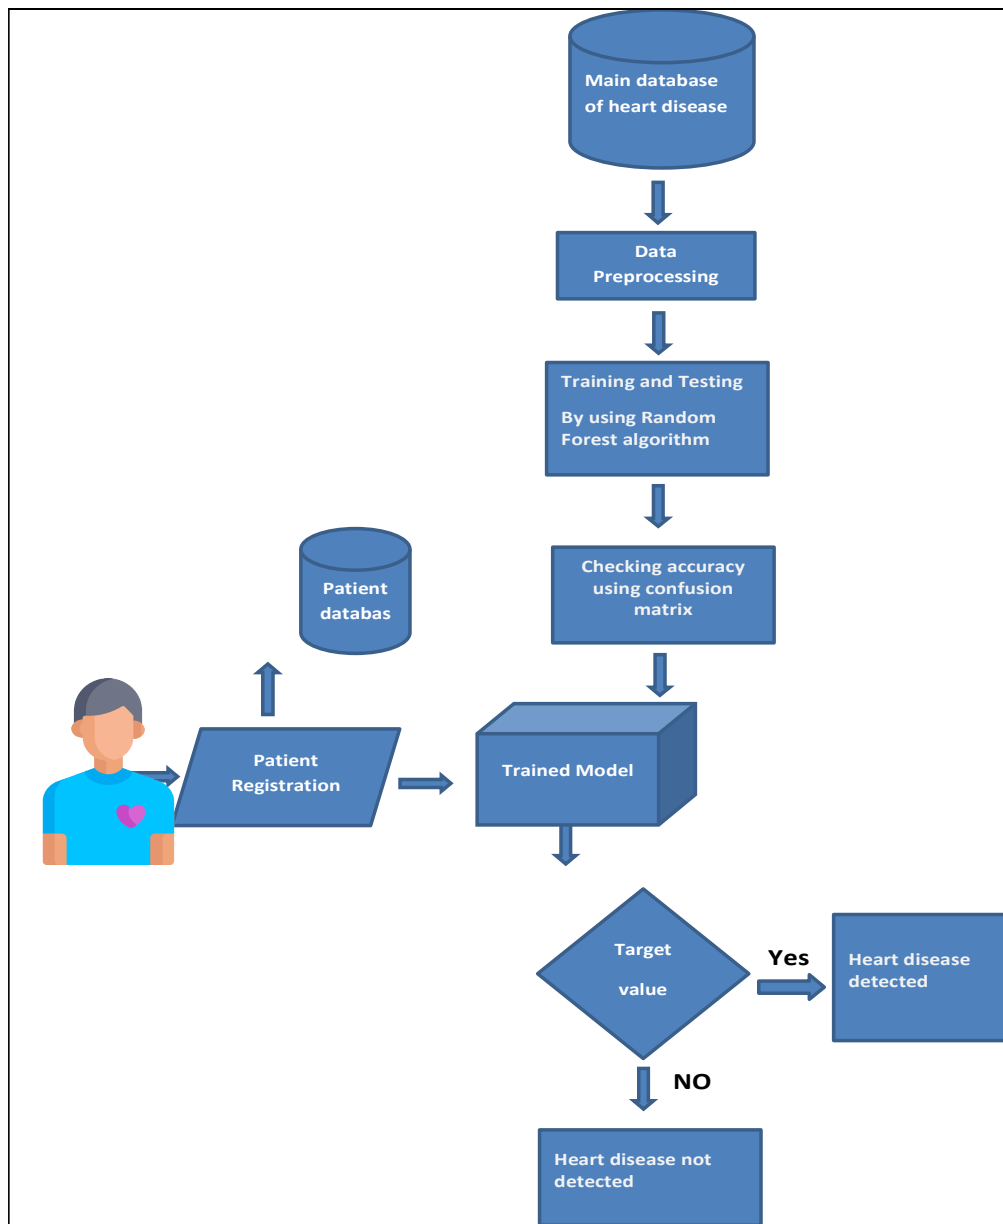 Main database
of heart disease
Data
Preprocessing
Training and Testing
By using Random
Forest algorithm
Checking accuracy
using confusion
matrix
Patient
databas
Patient
Registration
Trained Model
Target
value
Yes
Heart disease
detected
NO
Heart disease not
detected